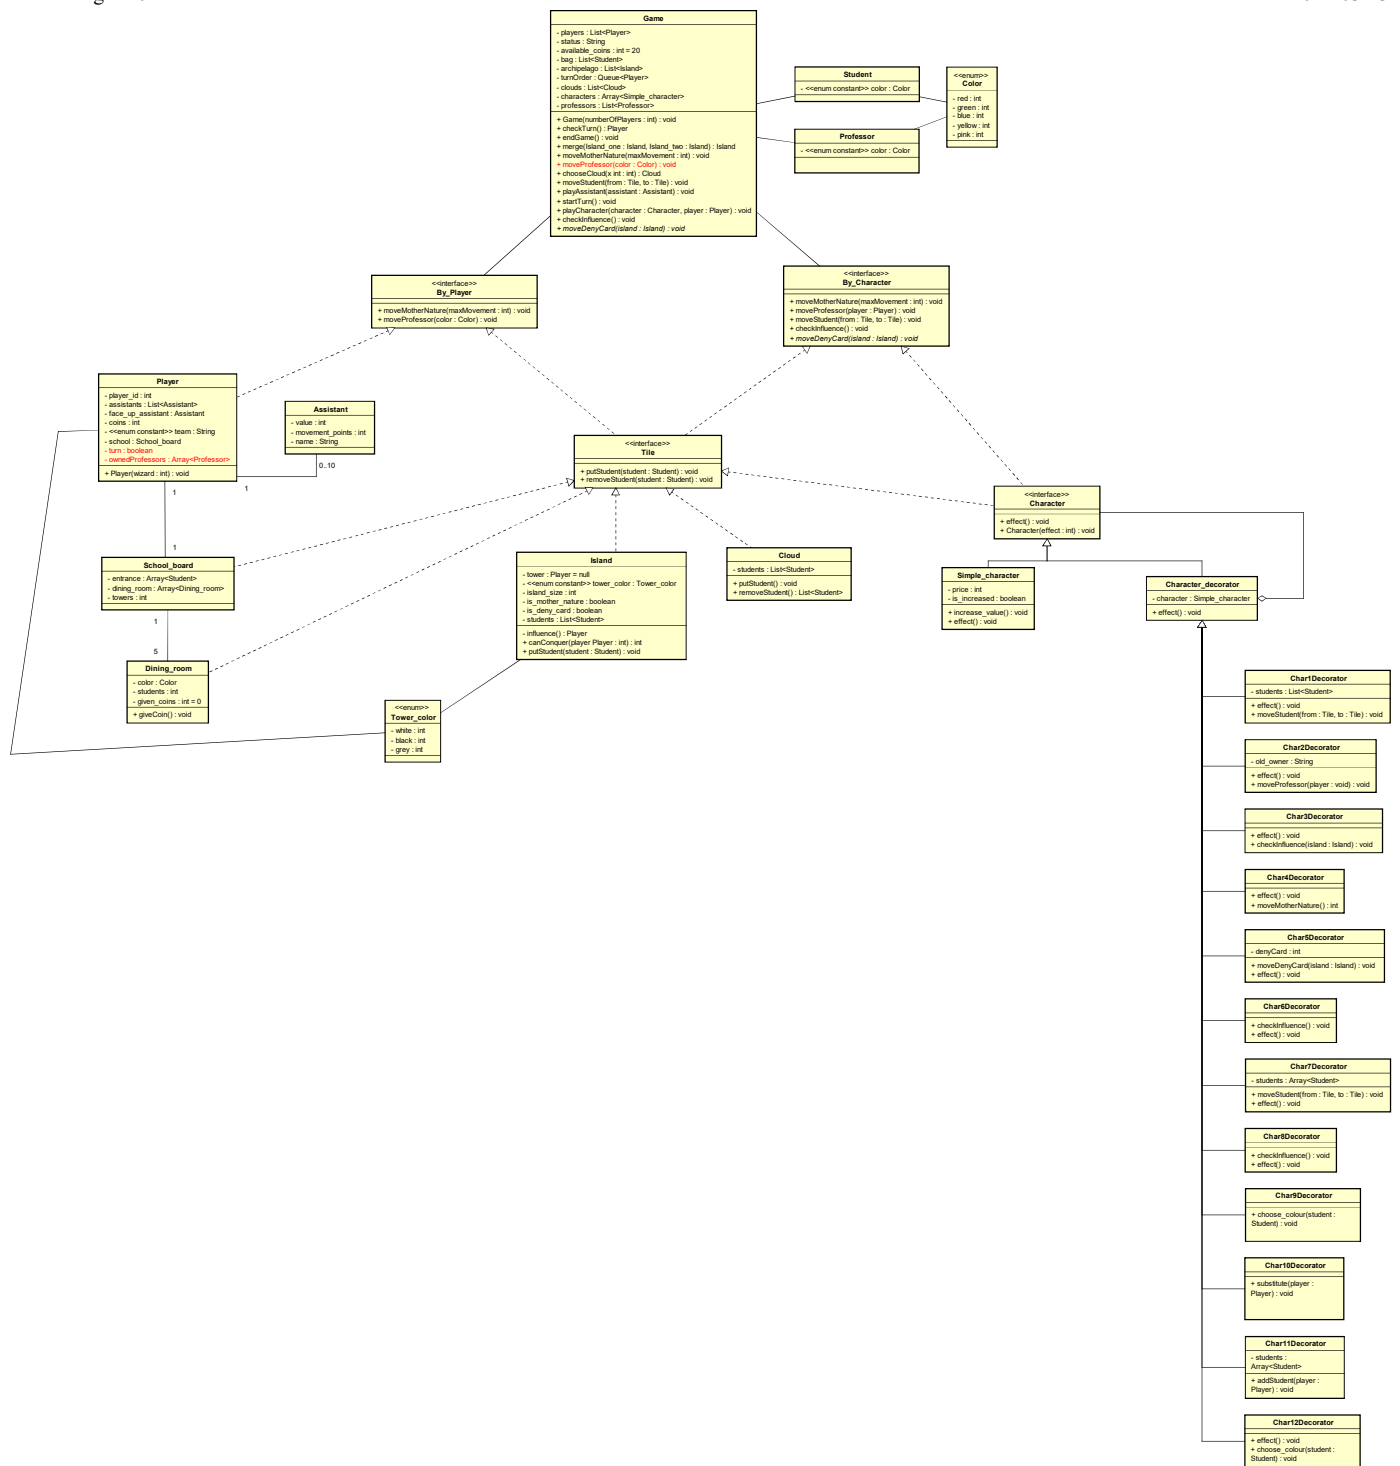 Game
- players : List<Player>
- status : String
- available_coins : int = 20
- bag : List<Student>
- archipelago : List<Island>
- turnOrder : Queue<Player>
- clouds : List<Cloud>
- characters : Array<Simple_character>
- professors : List<Professor>
+ Game(numberOfPlayers : int) : void
+ checkTurn() : Player
+ endGame() : void
+ merge(Island_one : Island, Island_two : Island) : Island
+ moveMotherNature(maxMovement : int) : void
+ moveProfessor(color : Color) : void
+ chooseCloud(x int : int) : Cloud
+ moveStudent(from : Tile, to : Tile) : void
+ playAssistant(assistant : Assistant) : void
+ startTurn() : void
+ playCharacter(character : Character, player : Player) : void
+ checkInfluence() : void
+ moveDenyCard(island : Island) : void
Student
- <<enum constant>> color : Color
Professor
- <<enum constant>> color : Color
<<enum>>
Color
- red : int
- green : int
- blue : int
- yellow : int
- pink : int
<<interface>>
By_Player
+ moveMotherNature(maxMovement : int) : void
+ moveProfessor(color : Color) : void
<<interface>>
By_Character
+ moveMotherNature(maxMovement : int) : void
+ moveProfessor(player : Player) : void
+ moveStudent(from : Tile, to : Tile) : void
+ checkInfluence() : void
+ moveDenyCard(island : Island) : void
Player
- player_id : int
- assistants : List<Assistant>
- face_up_assistant : Assistant
- coins : int
- <<enum constant>> team : String
- school : School_board
- turn : boolean
- ownedProfessors : Array<Professor>
+ Player(wizard : int) : void
Assistant
- value : int
- movement_points : int
- name : String
0..10
1
1
1
<<interface>>
Tile
+ putStudent(student : Student) : void
+ removeStudent(student : Student) : void
<<interface>>
Character
+ effect() : void
+ Character(effect : int) : void
School_board
- entrance : Array<Student>
- dining_room : Array<Dining_room>
- towers : int
1
5
Dining_room
- color : Color
- students : int
- given_coins : int = 0
+ giveCoin() : void
Island
- tower : Player = null
- <<enum constant>> tower_color : Tower_color
- island_size : int
- is_mother_nature : boolean
- is_deny_card : boolean
- students : List<Student>
- influence() : Player
+ canConquer(player Player : int) : int
+ putStudent(student : Student) : void
Cloud
- students : List<Student>
+ putStudent() : void
+ removeStudent() : List<Student>
<<enum>>
Tower_color
- white : int
- black : int
- grey : int
Simple_character
- price : int
- is_increased : boolean
+ increase_value() : void
+ effect() : void
Character_decorator
- character : Simple_character
+ effect() : void
Char1Decorator
- students : List<Student>
+ effect() : void
+ moveStudent(from : Tile, to : Tile) : void
Char2Decorator
- old_owner : String
+ effect() : void
+ moveProfessor(player : void) : void
Char3Decorator
+ effect() : void
+ checkInfluence(island : Island) : void
Char4Decorator
+ effect() : void
+ moveMotherNature() : int
Char5Decorator
- denyCard : int
+ moveDenyCard(island : Island) : void
+ effect() : void
Char6Decorator
+ checkInfluence() : void
+ effect() : void
Char7Decorator
- students : Array<Student>
+ moveStudent(from : Tile, to : Tile) : void
+ effect() : void
Char8Decorator
+ checkInfluence() : void
+ effect() : void
Char9Decorator
+ choose_colour(student :
Student) : void
Char10Decorator
+ substitute(player :
Player) : void
Char11Decorator
- students :
Array<Student>
+ addStudent(player :
Player) : void
Char12Decorator
+ effect() : void
+ choose_colour(student :
Student) : void